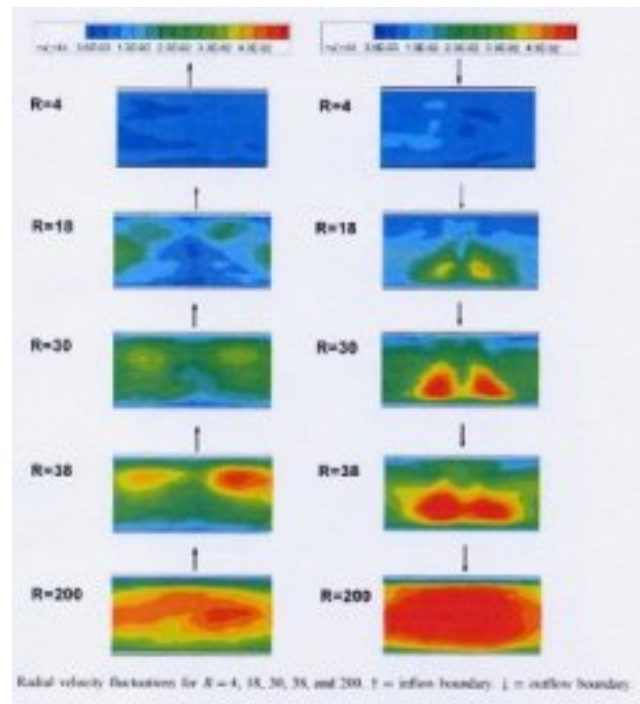 R=4
R=4
R=18
R=18
R=30
R=30
R=38
R=38
R=200
R=200
Radial velocity fluctuations for R = 4, 18, 30, 38, and 200. ↑ = inflow boundary. ↓ = outflow boundary.